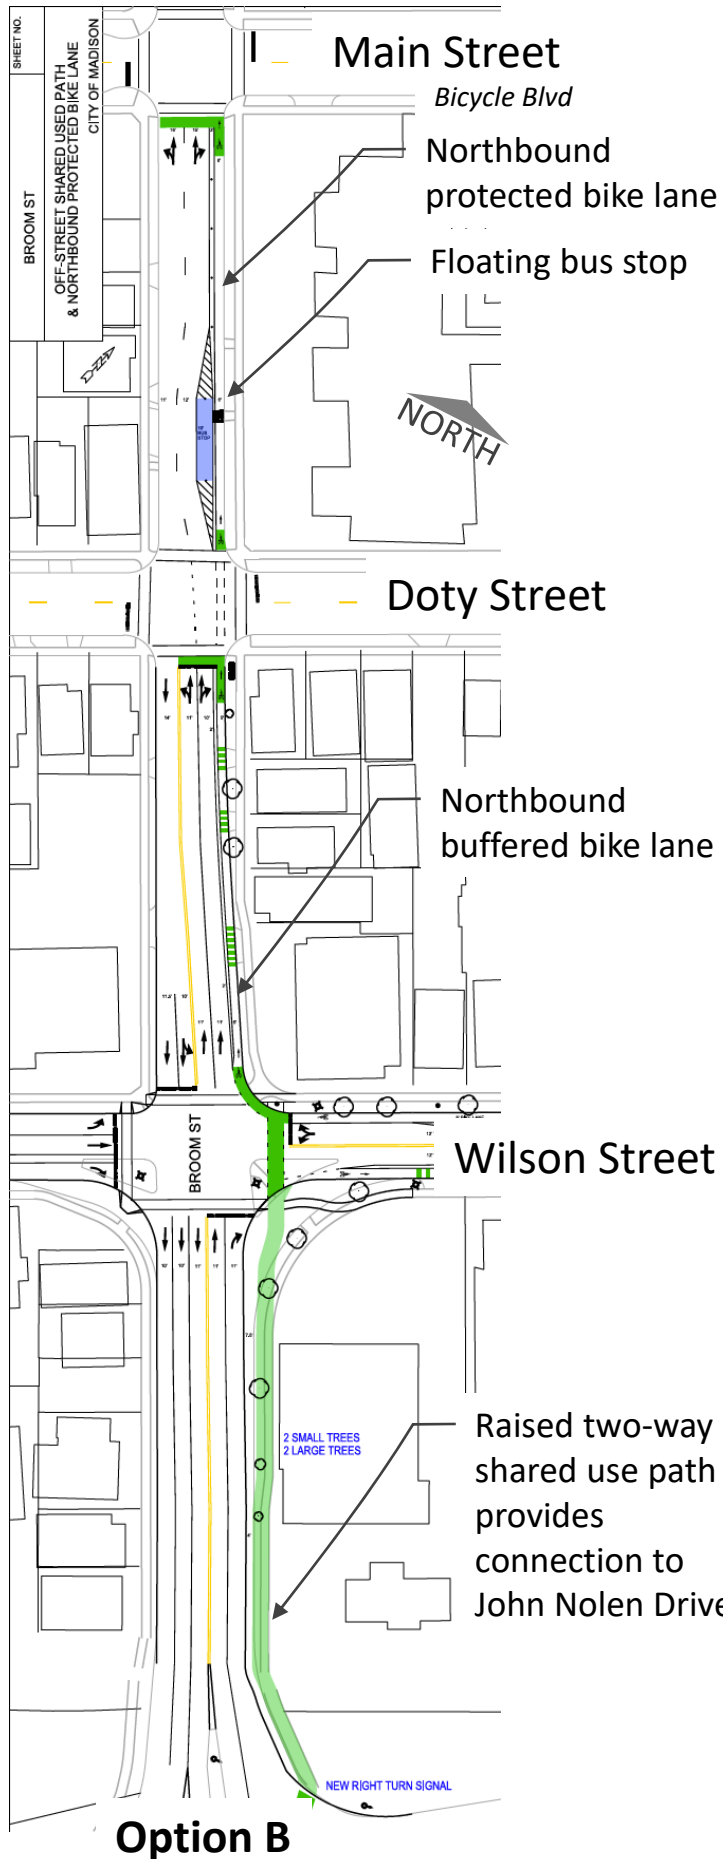 SHEET NO.
BROOM ST
OFF-STREET SHARED USED PATH
& NORTHBOUND PROTECTED BIKE LANE
CITY OF MADISON
Main Street
Bicycle Blvd
Northbound
protected bike lane
Floating bus stop
NORTH
BUS
STOP
Doty Street
Northbound
buffered bike lane
BROOM ST
Wilson Street
2 SMALL TREES
2 LARGE TREES
Raised two-way
shared use path
provides
connection to
John Nolen Drive
NEW RIGHT TURN SIGNAL
Option B